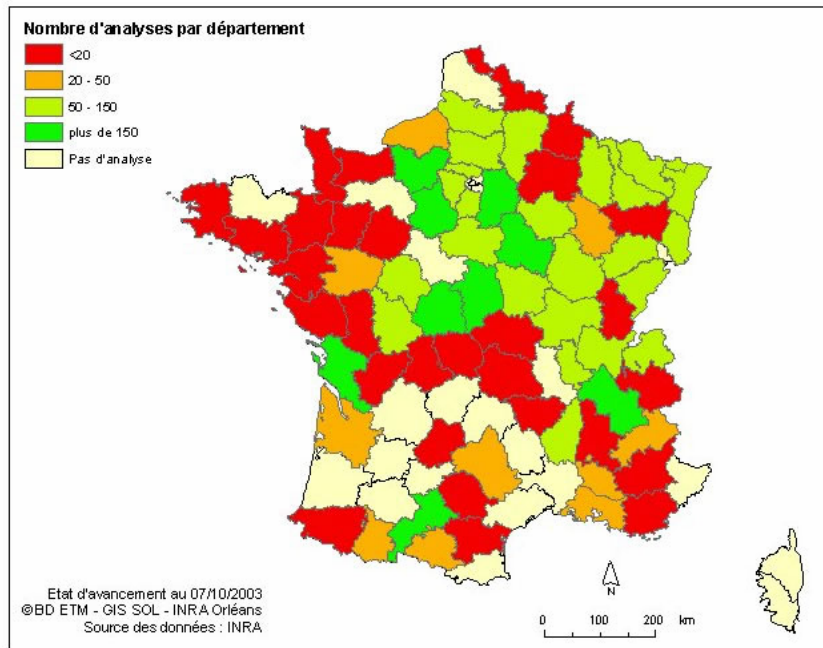 Nombre d'analyses par département
<20
20 - 50
50 - 150
plus de 150
Pas d'analyse
Etat d'avancement au 07/10/2003
©BD ETM - GIS SOL - INRA Orléans
Source des données : INRA
N
0 100 200 km